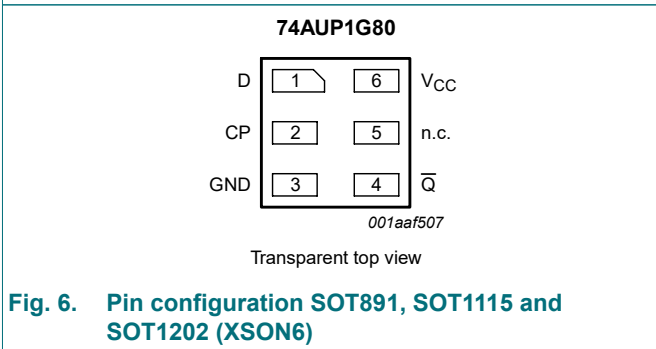 74AUP1G80
D 1 6 VCC
CP 2 5 n.c.
GND 3 4 Q̅
001aaf507
Transparent top view
Fig. 6. Pin configuration SOT891, SOT1115 and
SOT1202 (XSON6)